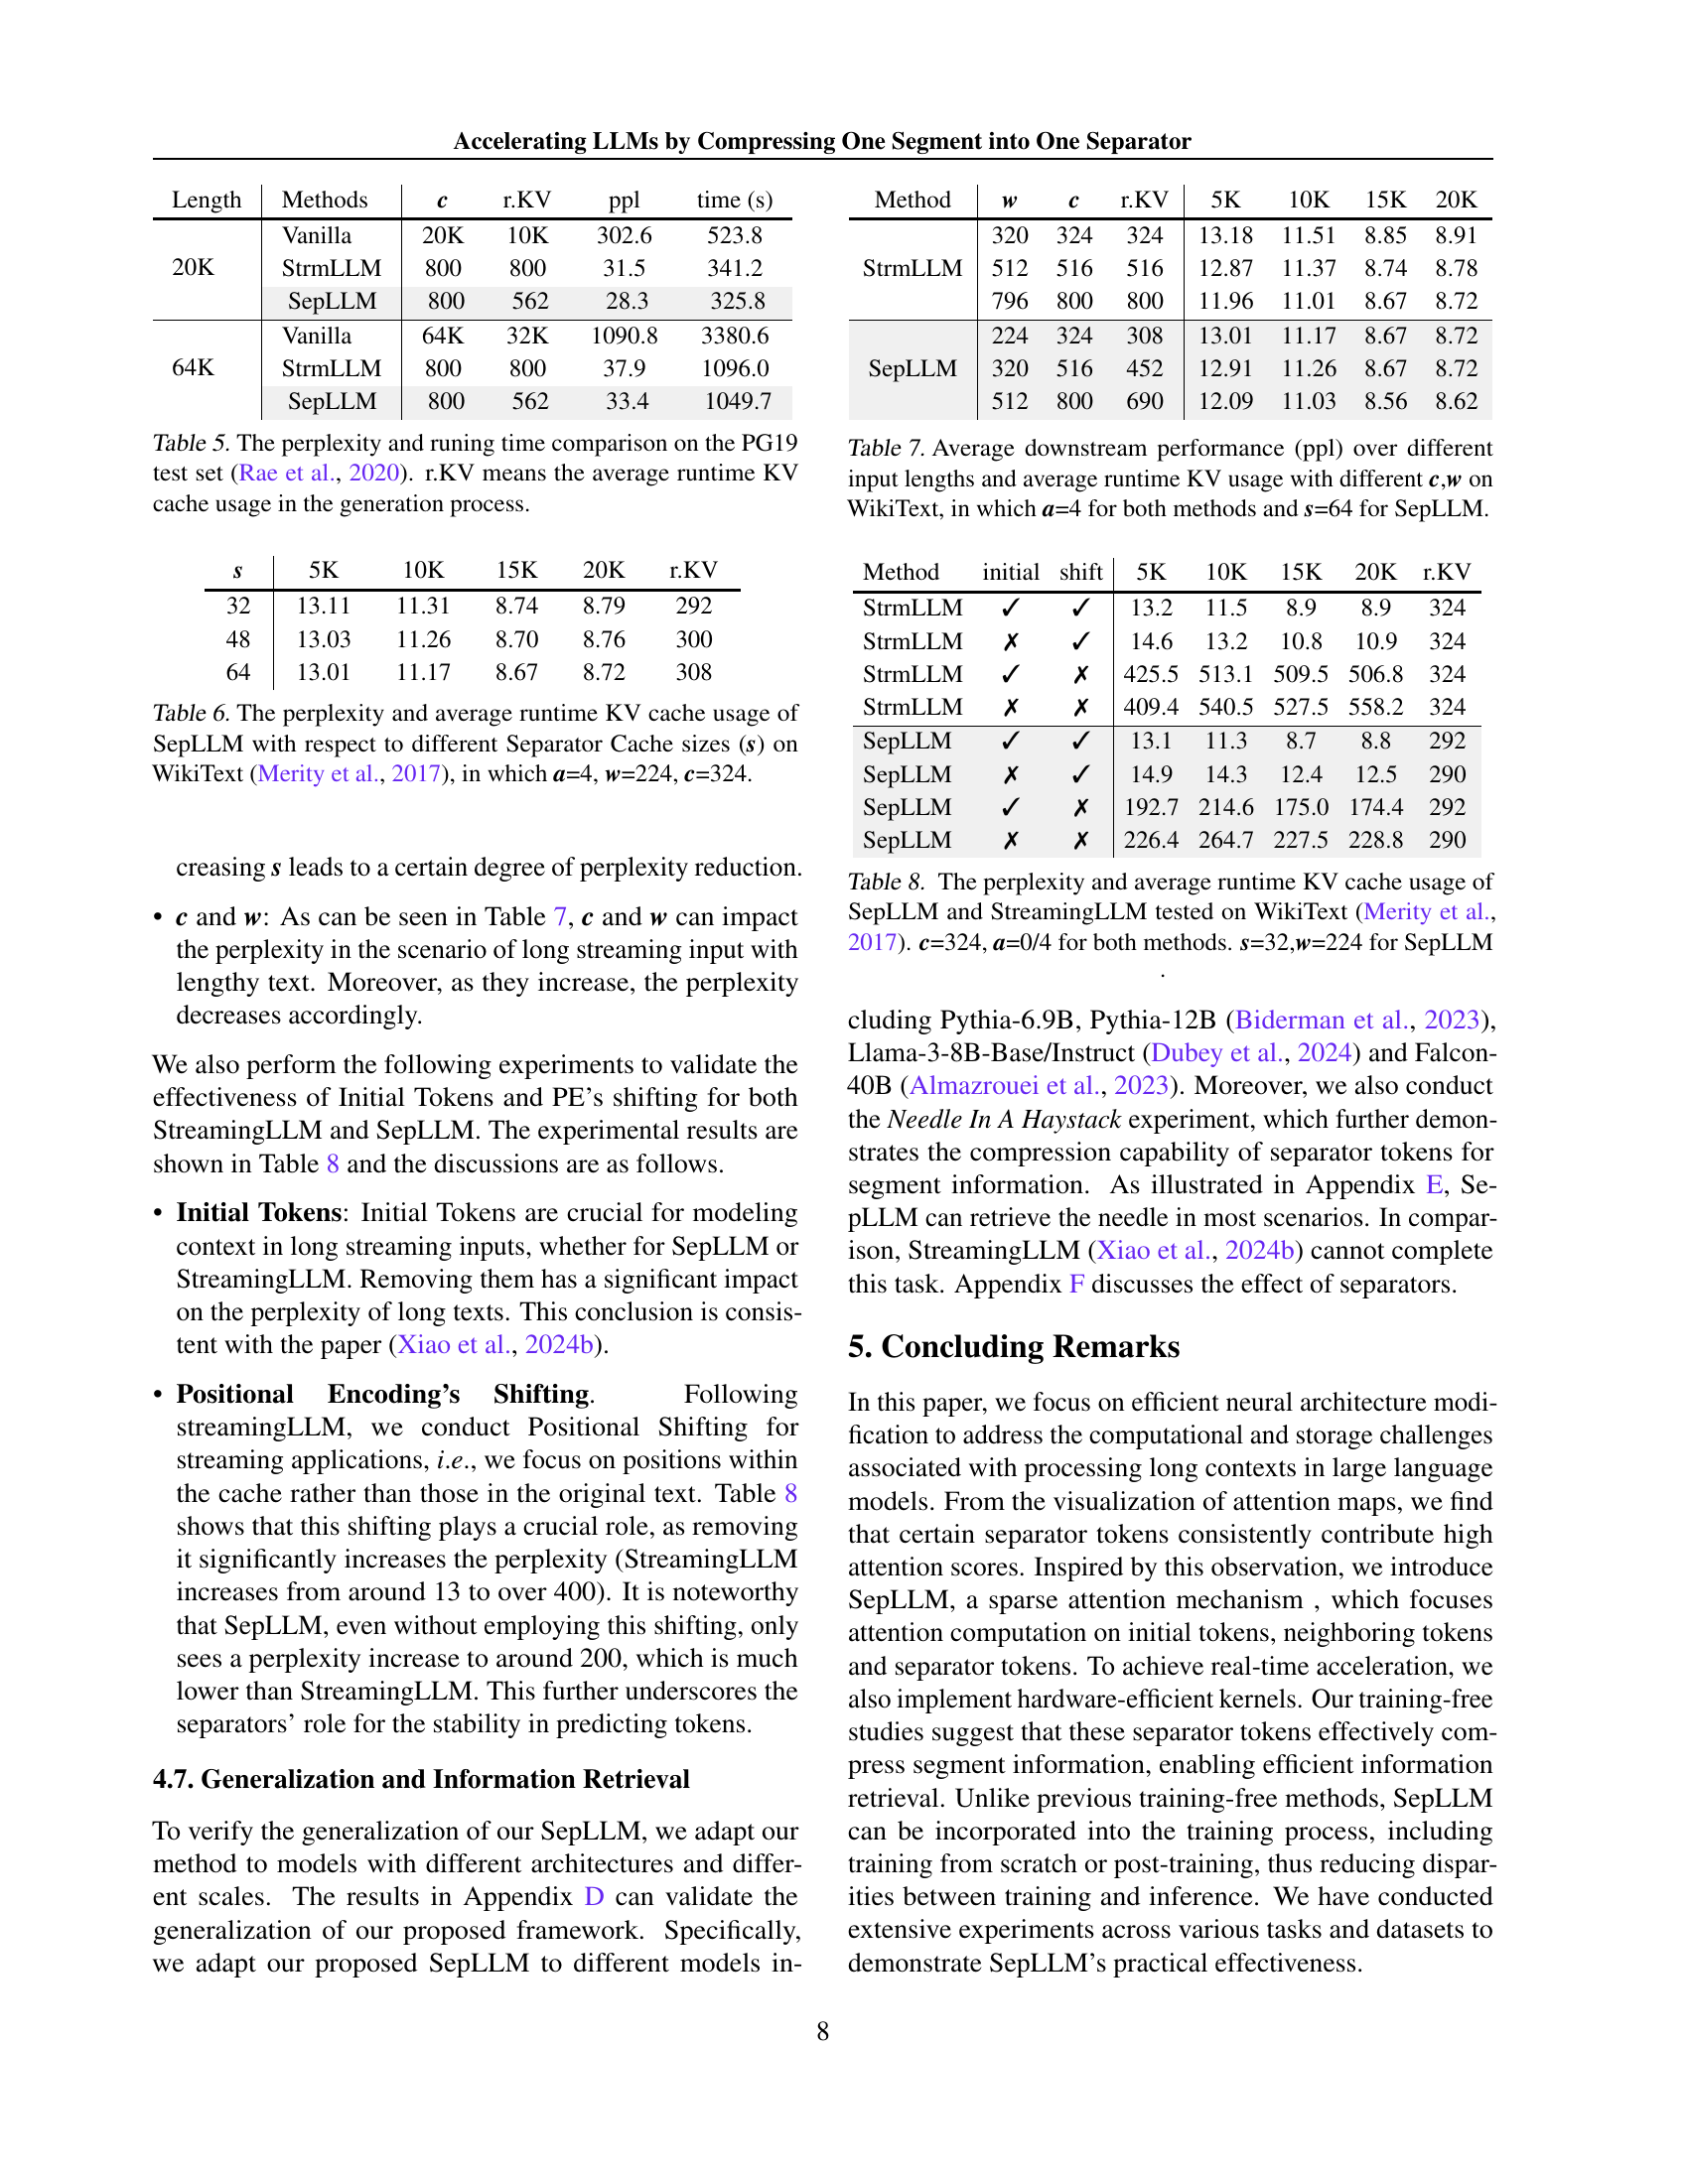 Accelerating LLMs by Compressing One Segment into One Separator
Length Methods c r.KV ppl time (s)
20K
Vanilla 20K 10K 302.6 523.8
StrmLLM 800 800 31.5 341.2
SepLLM 800 562 28.3 325.8
64K
Vanilla 64K 32K 1090.8 3380.6
StrmLLM 800 800 37.9 1096.0
SepLLM 800 562 33.4 1049.7
Table 5. The perplexity and runing time comparison on the PG19
test set (Rae et al., 2020). r.KV means the average runtime KV
cache usage in the generation process.
s 5K 10K 15K 20K r.KV
32 13.11 11.31 8.74 8.79 292
48 13.03 11.26 8.70 8.76 300
64 13.01 11.17 8.67 8.72 308
Table 6. The perplexity and average runtime KV cache usage of
SepLLM with respect to different Separator Cache sizes (s) on
WikiText (Merity et al., 2017), in which a=4, w=224, c=324.
creasing s leads to a certain degree of perplexity reduction.
• c and w: As can be seen in Table 7, c and w can impact
the perplexity in the scenario of long streaming input with
lengthy text. Moreover, as they increase, the perplexity
decreases accordingly.
We also perform the following experiments to validate the
effectiveness of Initial Tokens and PE's shifting for both
StreamingLLM and SepLLM. The experimental results are
shown in Table 8 and the discussions are as follows.
• Initial Tokens: Initial Tokens are crucial for modeling
context in long streaming inputs, whether for SepLLM or
StreamingLLM. Removing them has a significant impact
on the perplexity of long texts. This conclusion is consis-
tent with the paper (Xiao et al., 2024b).
• Positional Encoding's Shifting. Following
streamingLLM, we conduct Positional Shifting for
streaming applications, i.e., we focus on positions within
the cache rather than those in the original text. Table 8
shows that this shifting plays a crucial role, as removing
it significantly increases the perplexity (StreamingLLM
increases from around 13 to over 400). It is noteworthy
that SepLLM, even without employing this shifting, only
sees a perplexity increase to around 200, which is much
lower than StreamingLLM. This further underscores the
separators' role for the stability in predicting tokens.
4.7. Generalization and Information Retrieval
To verify the generalization of our SepLLM, we adapt our
method to models with different architectures and differ-
ent scales. The results in Appendix D can validate the
generalization of our proposed framework. Specifically,
we adapt our proposed SepLLM to different models in-
Method w c r.KV 5K 10K 15K 20K
StrmLLM
320 324 324 13.18 11.51 8.85 8.91
512 516 516 12.87 11.37 8.74 8.78
796 800 800 11.96 11.01 8.67 8.72
SepLLM
224 324 308 13.01 11.17 8.67 8.72
320 516 452 12.91 11.26 8.67 8.72
512 800 690 12.09 11.03 8.56 8.62
Table 7. Average downstream performance (ppl) over different
input lengths and average runtime KV usage with different c,w on
WikiText, in which a=4 for both methods and s=64 for SepLLM.
Method initial shift 5K 10K 15K 20K r.KV
StrmLLM ✓ ✓ 13.2 11.5 8.9 8.9 324
StrmLLM ✗ ✓ 14.6 13.2 10.8 10.9 324
StrmLLM ✓ ✗ 425.5 513.1 509.5 506.8 324
StrmLLM ✗ ✗ 409.4 540.5 527.5 558.2 324
SepLLM ✓ ✓ 13.1 11.3 8.7 8.8 292
SepLLM ✗ ✓ 14.9 14.3 12.4 12.5 290
SepLLM ✓ ✗ 192.7 214.6 175.0 174.4 292
SepLLM ✗ ✗ 226.4 264.7 227.5 228.8 290
Table 8. The perplexity and average runtime KV cache usage of
SepLLM and StreamingLLM tested on WikiText (Merity et al.,
2017). c=324, a=0/4 for both methods. s=32,w=224 for SepLLM
.
cluding Pythia-6.9B, Pythia-12B (Biderman et al., 2023),
Llama-3-8B-Base/Instruct (Dubey et al., 2024) and Falcon-
40B (Almazrouei et al., 2023). Moreover, we also conduct
the Needle In A Haystack experiment, which further demon-
strates the compression capability of separator tokens for
segment information. As illustrated in Appendix E, Se-
pLLM can retrieve the needle in most scenarios. In compar-
ison, StreamingLLM (Xiao et al., 2024b) cannot complete
this task. Appendix F discusses the effect of separators.
5. Concluding Remarks
In this paper, we focus on efficient neural architecture modi-
fication to address the computational and storage challenges
associated with processing long contexts in large language
models. From the visualization of attention maps, we find
that certain separator tokens consistently contribute high
attention scores. Inspired by this observation, we introduce
SepLLM, a sparse attention mechanism , which focuses
attention computation on initial tokens, neighboring tokens
and separator tokens. To achieve real-time acceleration, we
also implement hardware-efficient kernels. Our training-free
studies suggest that these separator tokens effectively com-
press segment information, enabling efficient information
retrieval. Unlike previous training-free methods, SepLLM
can be incorporated into the training process, including
training from scratch or post-training, thus reducing dispar-
ities between training and inference. We have conducted
extensive experiments across various tasks and datasets to
demonstrate SepLLM's practical effectiveness.
8